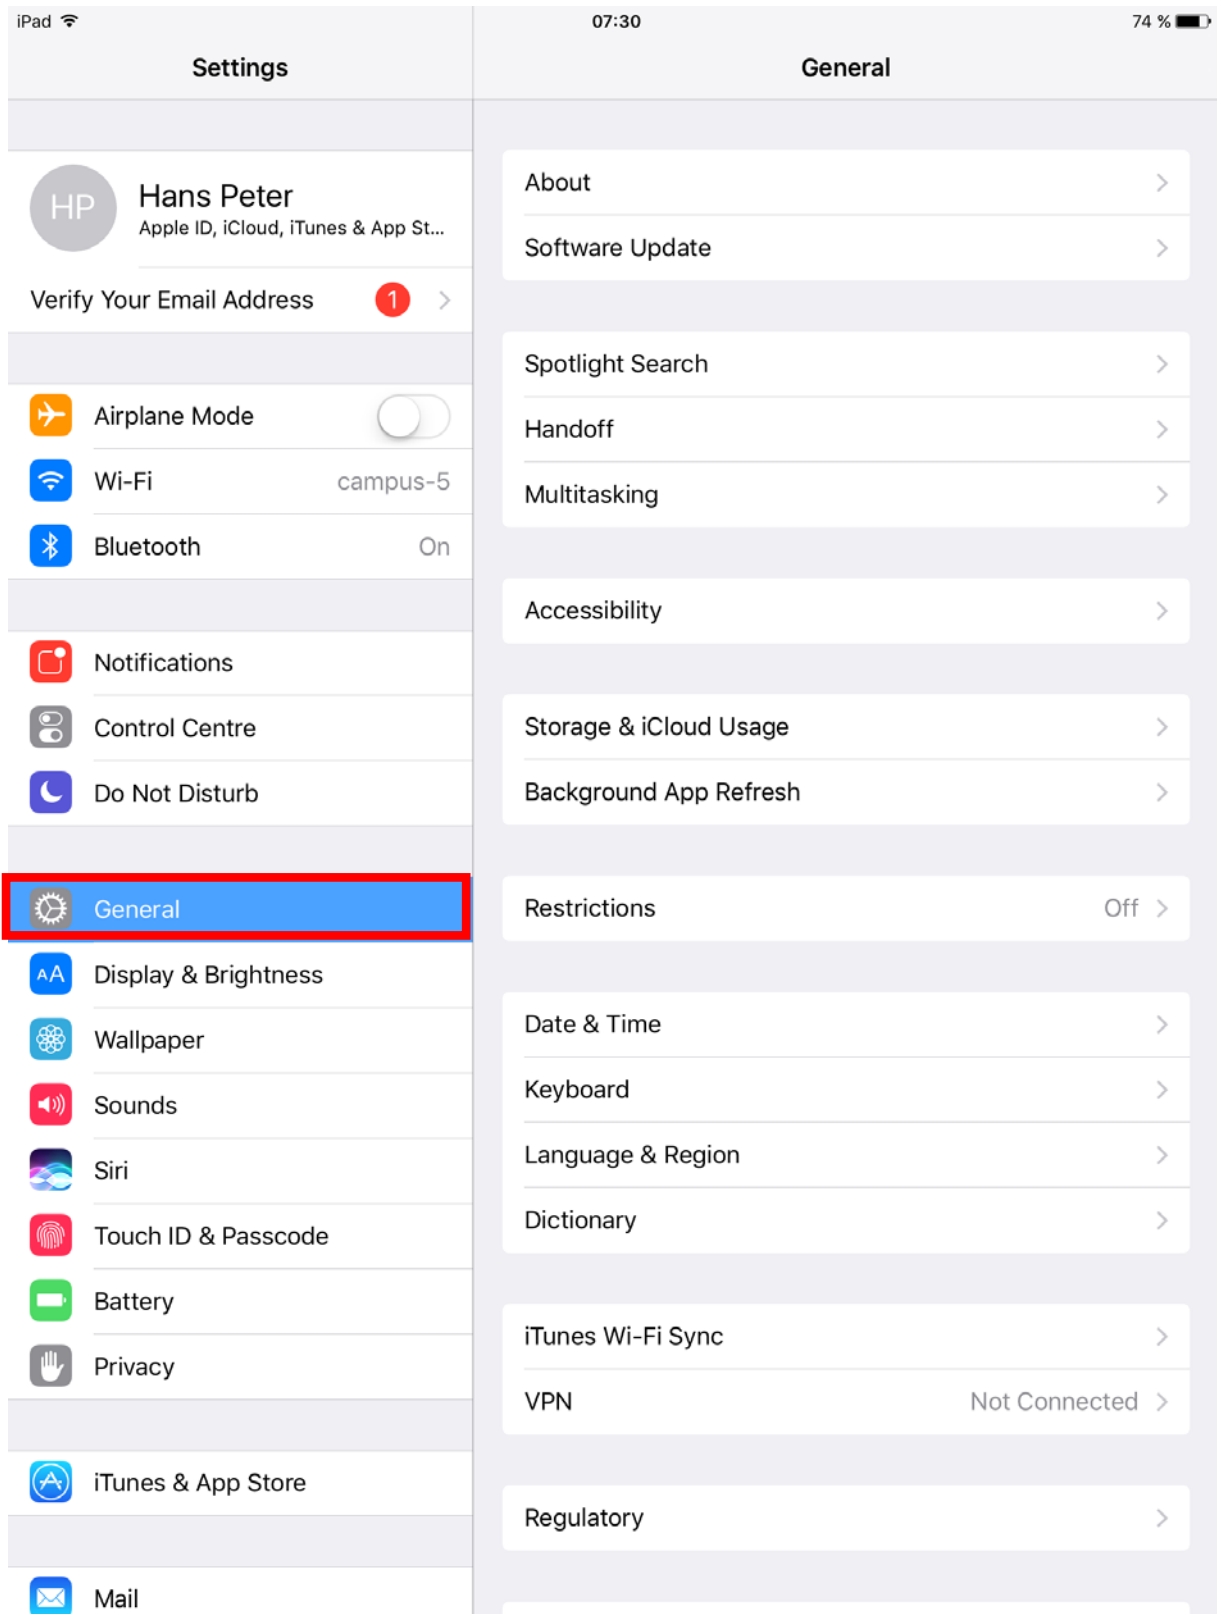 iPad 07:30 74 %
Settings
General
HP
Hans Peter
Apple ID, iCloud, iTunes & App St...
Verify Your Email Address 1
Airplane Mode
Wi-Fi campus-5
Bluetooth On
Notifications
Control Centre
Do Not Disturb
General
AA Display & Brightness
Wallpaper
Sounds
Siri
Touch ID & Passcode
Battery
Privacy
iTunes & App Store
Mail
About
Software Update
Spotlight Search
Handoff
Multitasking
Accessibility
Storage & iCloud Usage
Background App Refresh
Restrictions Off
Date & Time
Keyboard
Language & Region
Dictionary
iTunes Wi-Fi Sync
VPN Not Connected
Regulatory